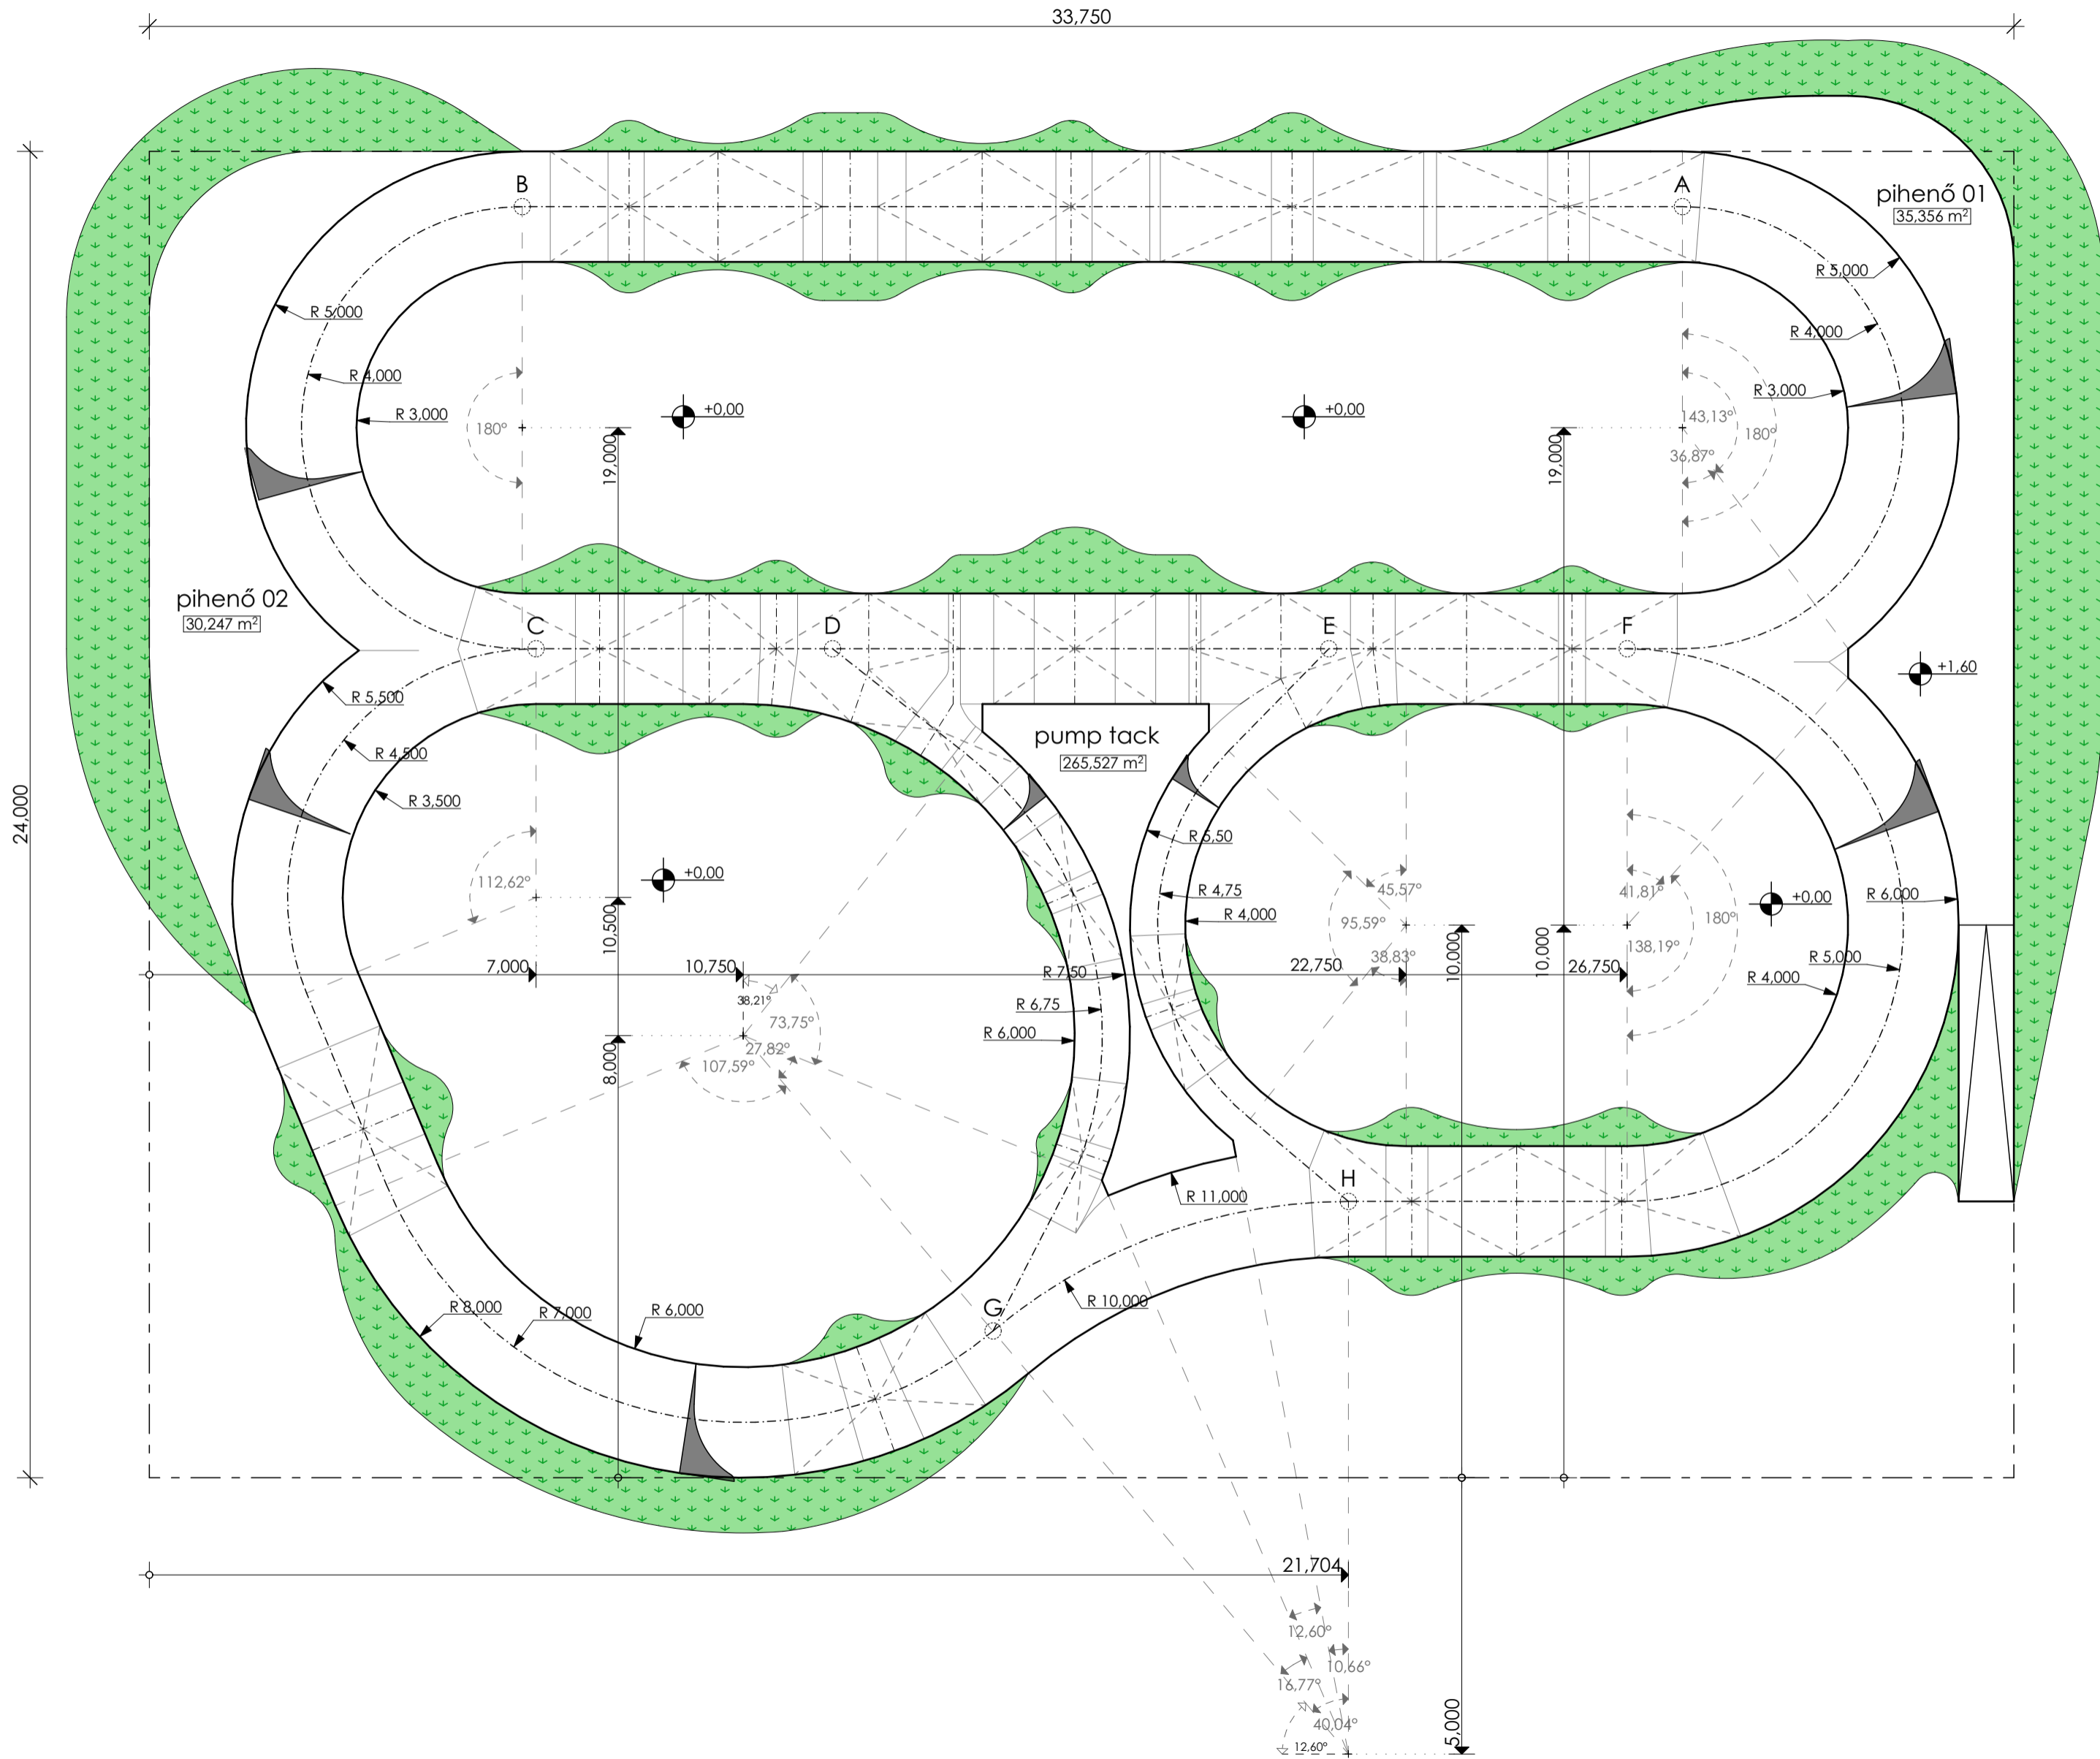 33,750
B
A
pihenő 01
35,356 m²
R 5,000
R 5,000
R 4,000
R 4,000
R 3,000
R 3,000
+0,00
+0,00
180°
143,13°
180°
36,87°
19,000
19,000
pihenő 02
30,247 m²
C
D
E
F
+1,60
R 5,500
R 4,500
R 3,500
pump tack
265,527 m²
24,000
R 5,50
R 4,75
R 4,000
+0,00
112,62°
45,57°
95,59°
38,83°
41,81°
180°
138,19°
+0,00
R 6,000
R 5,000
R 4,000
10,500
7,000
10,750
22,750
26,750
10,000
10,000
R 7,50
R 6,75
R 6,000
38,21°
73,75°
27,82°
107,59°
8,000
H
R 11,000
G
R 10,000
R 8,000
R 7,000
R 6,000
21,704
12,60°
10,66°
16,77°
40,04°
12,60°
5,000